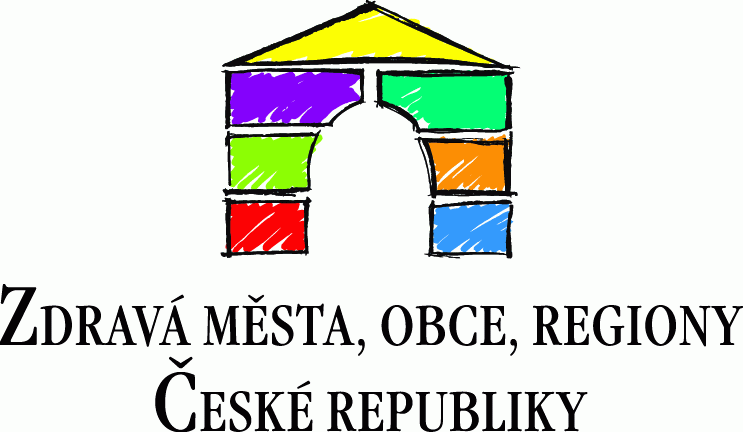 Zdravá města, obce, regiony
České republiky